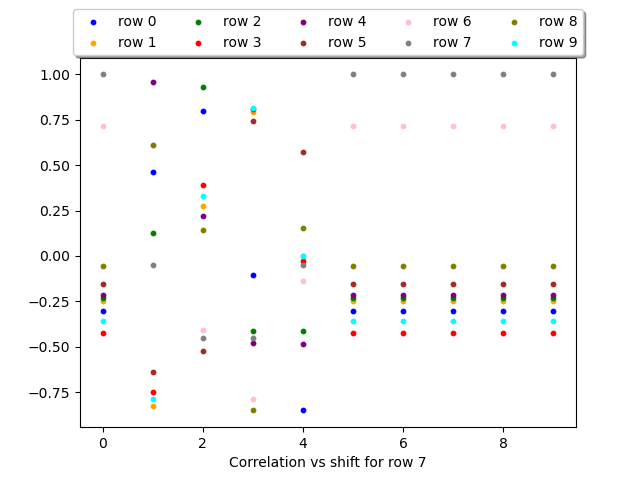 row 0 row 2 row 4 row 6 row 8
row 1 row 3 row 5 row 7 row 9
1.00
0.75
0.50
0.25
0.00
−0.25
−0.50
−0.75
0 2 4 6 8
Correlation vs shift for row 7